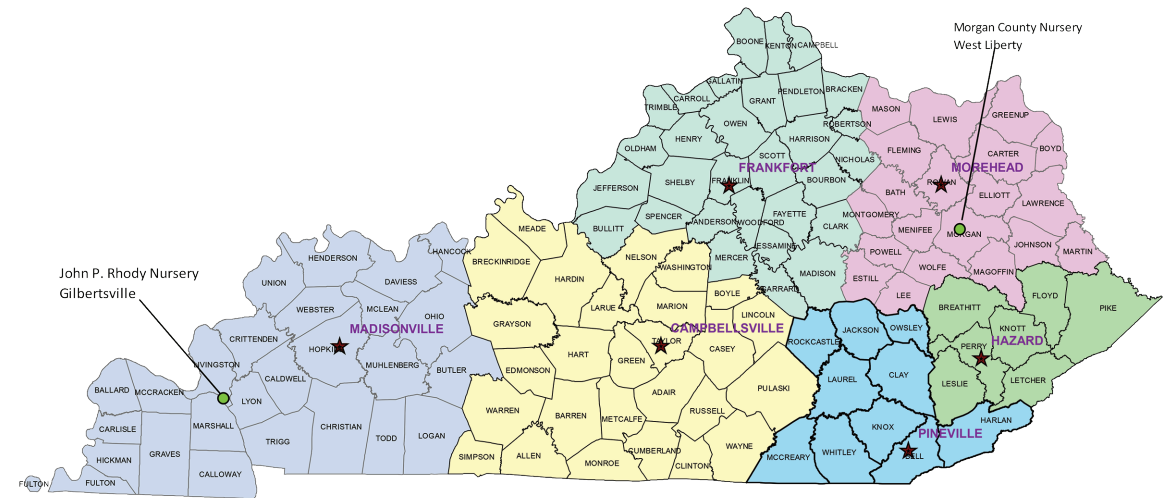 Morgan County Nursery
West Liberty
BOONE
KENTON
CAMPBELL
GALLATIN
PENDLETON
BRACKEN
CARROLL
GRANT
TRIMBLE
MASON
GREENUP
LEWIS
OWEN
ROBERTSON
HENRY
HARRISON
OLDHAM
FLEMING
BOYD
CARTER
SCOTT
NICHOLAS
FRANKFORT
MOREHEAD
SHELBY
FRANKLIN
BOURBON
JEFFERSON
BATH
ELLIOTT
LAWRENCE
SPENCER
ANDERSON
WOODFORD
FAYETTE
MONTGOMERY
BULLITT
CLARK
MENIFEE
MORGAN
MEADE
JOHNSON
MARTIN
HANCOCK
NELSON
MERCER
POWELL
HENDERSON
BRECKINRIDGE
WASHINGTON
MADISON
WOLFE
MAGOFFIN
John P. Rhody Nursery
Gilbertsville
UNION
DAVIESS
HARDIN
ESTILL
LEE
BOYLE
FLOYD
WEBSTER
MCLEAN
OHIO
LARUE
MARION
BREATHITT
PIKE
LINCOLN
MADISONVILLE
GRAYSON
CAMPBELLSVILLE
JACKSON
OWSLEY
KNOTT
CRITTENDEN
TAYLOR
ROCKCASTLE
HAZARD
PERRY
CASEY
HART
GREEN
LIVINGSTON
MUHLENBERG
BUTLER
EDMONSON
CALDWELL
LAUREL
CLAY
LESLIE
LETCHER
BALLARD
MCCRACKEN
LYON
ADAIR
PULASKI
WARREN
BARREN
METCALFE
RUSSELL
HARLAN
CARLISLE
MARSHALL
CHRISTIAN
KNOX
PINEVILLE
TRIGG
TODD
LOGAN
WAYNE
GRAVES
HICKMAN
SIMPSON
ALLEN
MONROE
CUMBERLAND
CLINTON
MCCREARY
WHITLEY
CALLOWAY
FULTON
FULTON